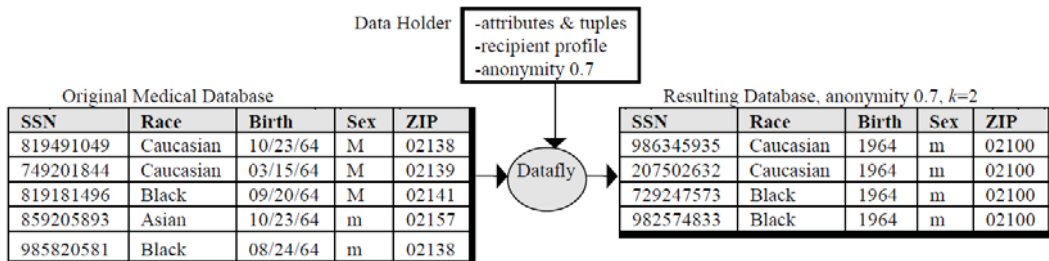 Data Holder
-attributes & tuples
-recipient profile
-anonymity 0.7
Original Medical Database
SSN Race Birth Sex ZIP
819491049 Caucasian 10/23/64 M 02138
749201844 Caucasian 03/15/64 M 02139
819181496 Black 09/20/64 M 02141
859205893 Asian 10/23/64 m 02157
985820581 Black 08/24/64 m 02138
Datafly
Resulting Database, anonymity 0.7, k=2
SSN Race Birth Sex ZIP
986345935 Caucasian 1964 m 02100
207502632 Caucasian 1964 m 02100
729247573 Black 1964 m 02100
982574833 Black 1964 m 02100